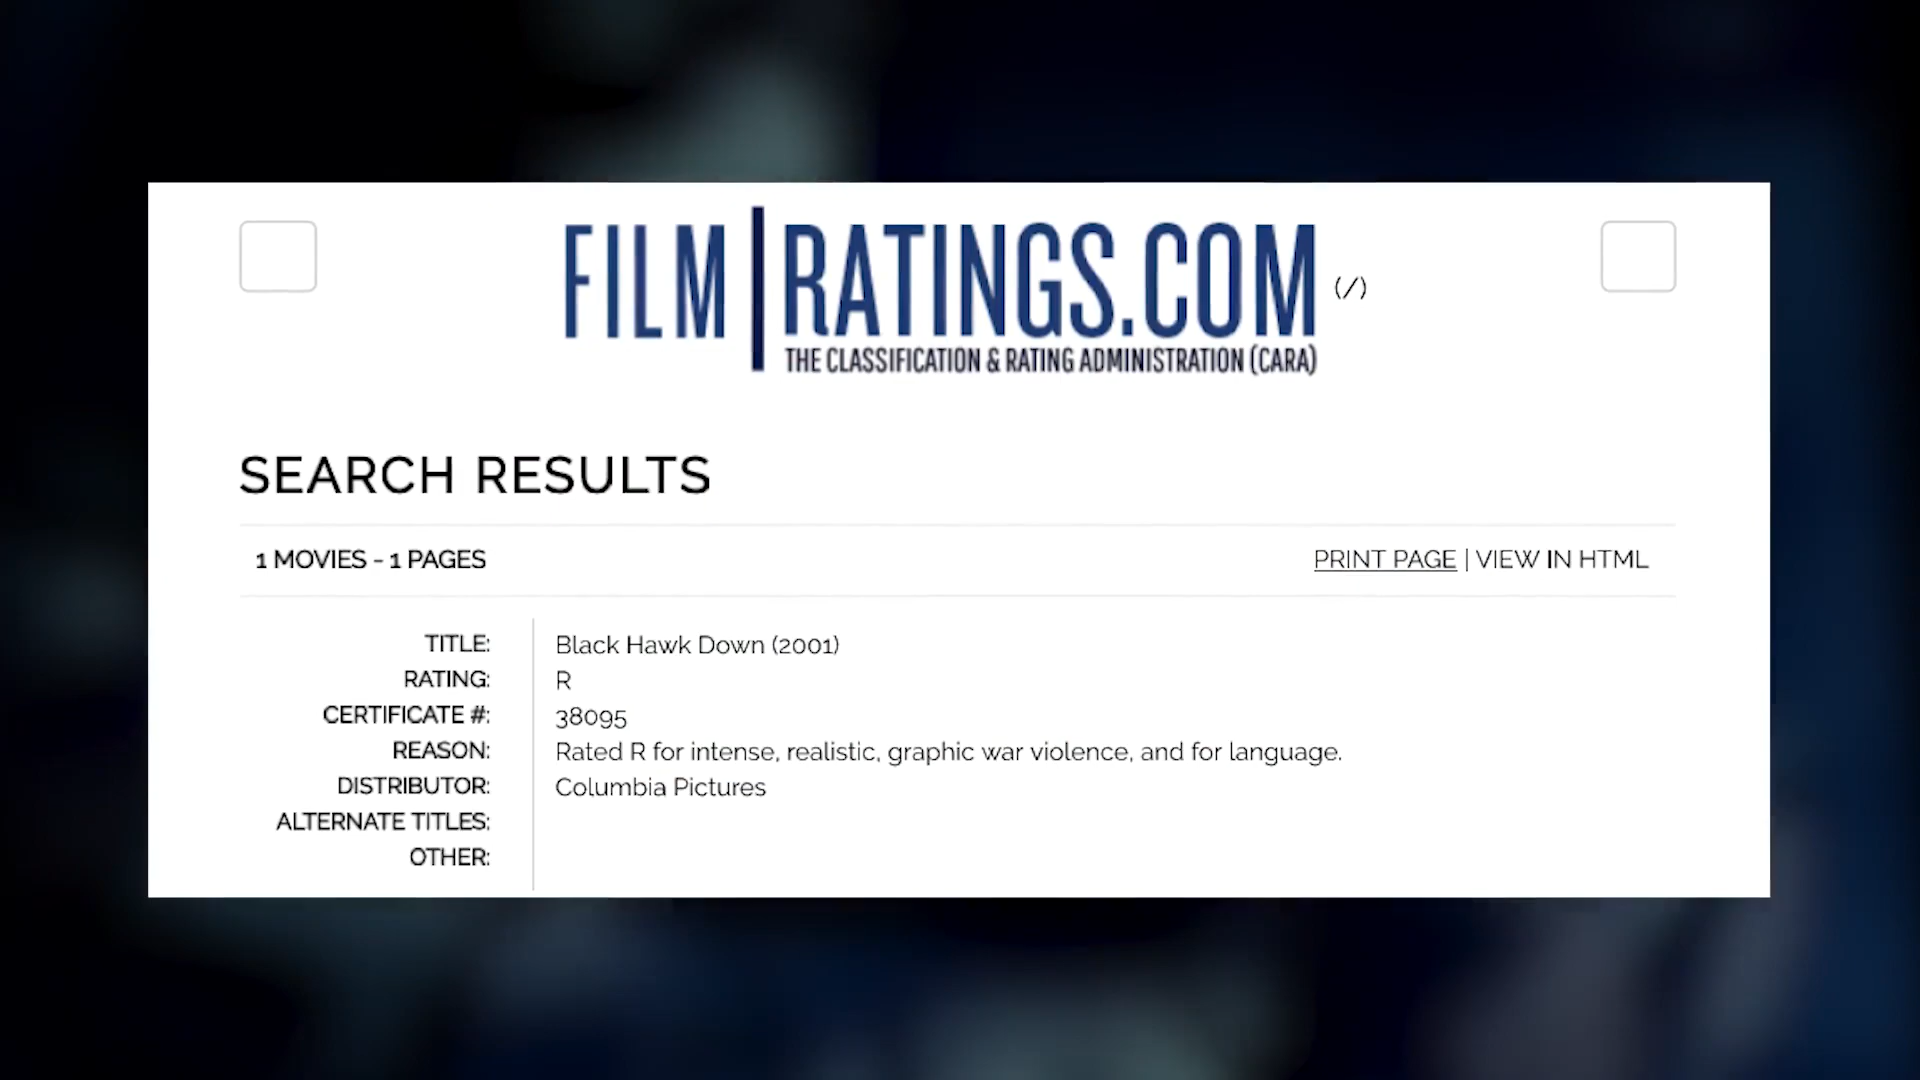 FILM RATINGS.COM (/)
THE CLASSIFICATION & RATING ADMINISTRATION (CARA)
SEARCH RESULTS
1 MOVIES - 1 PAGES PRINT PAGE | VIEW IN HTML
TITLE: Black Hawk Down (2001)
RATING: R
CERTIFICATE #: 38095
REASON: Rated R for intense, realistic, graphic war violence, and for language.
DISTRIBUTOR: Columbia Pictures
ALTERNATE TITLES:
OTHER: